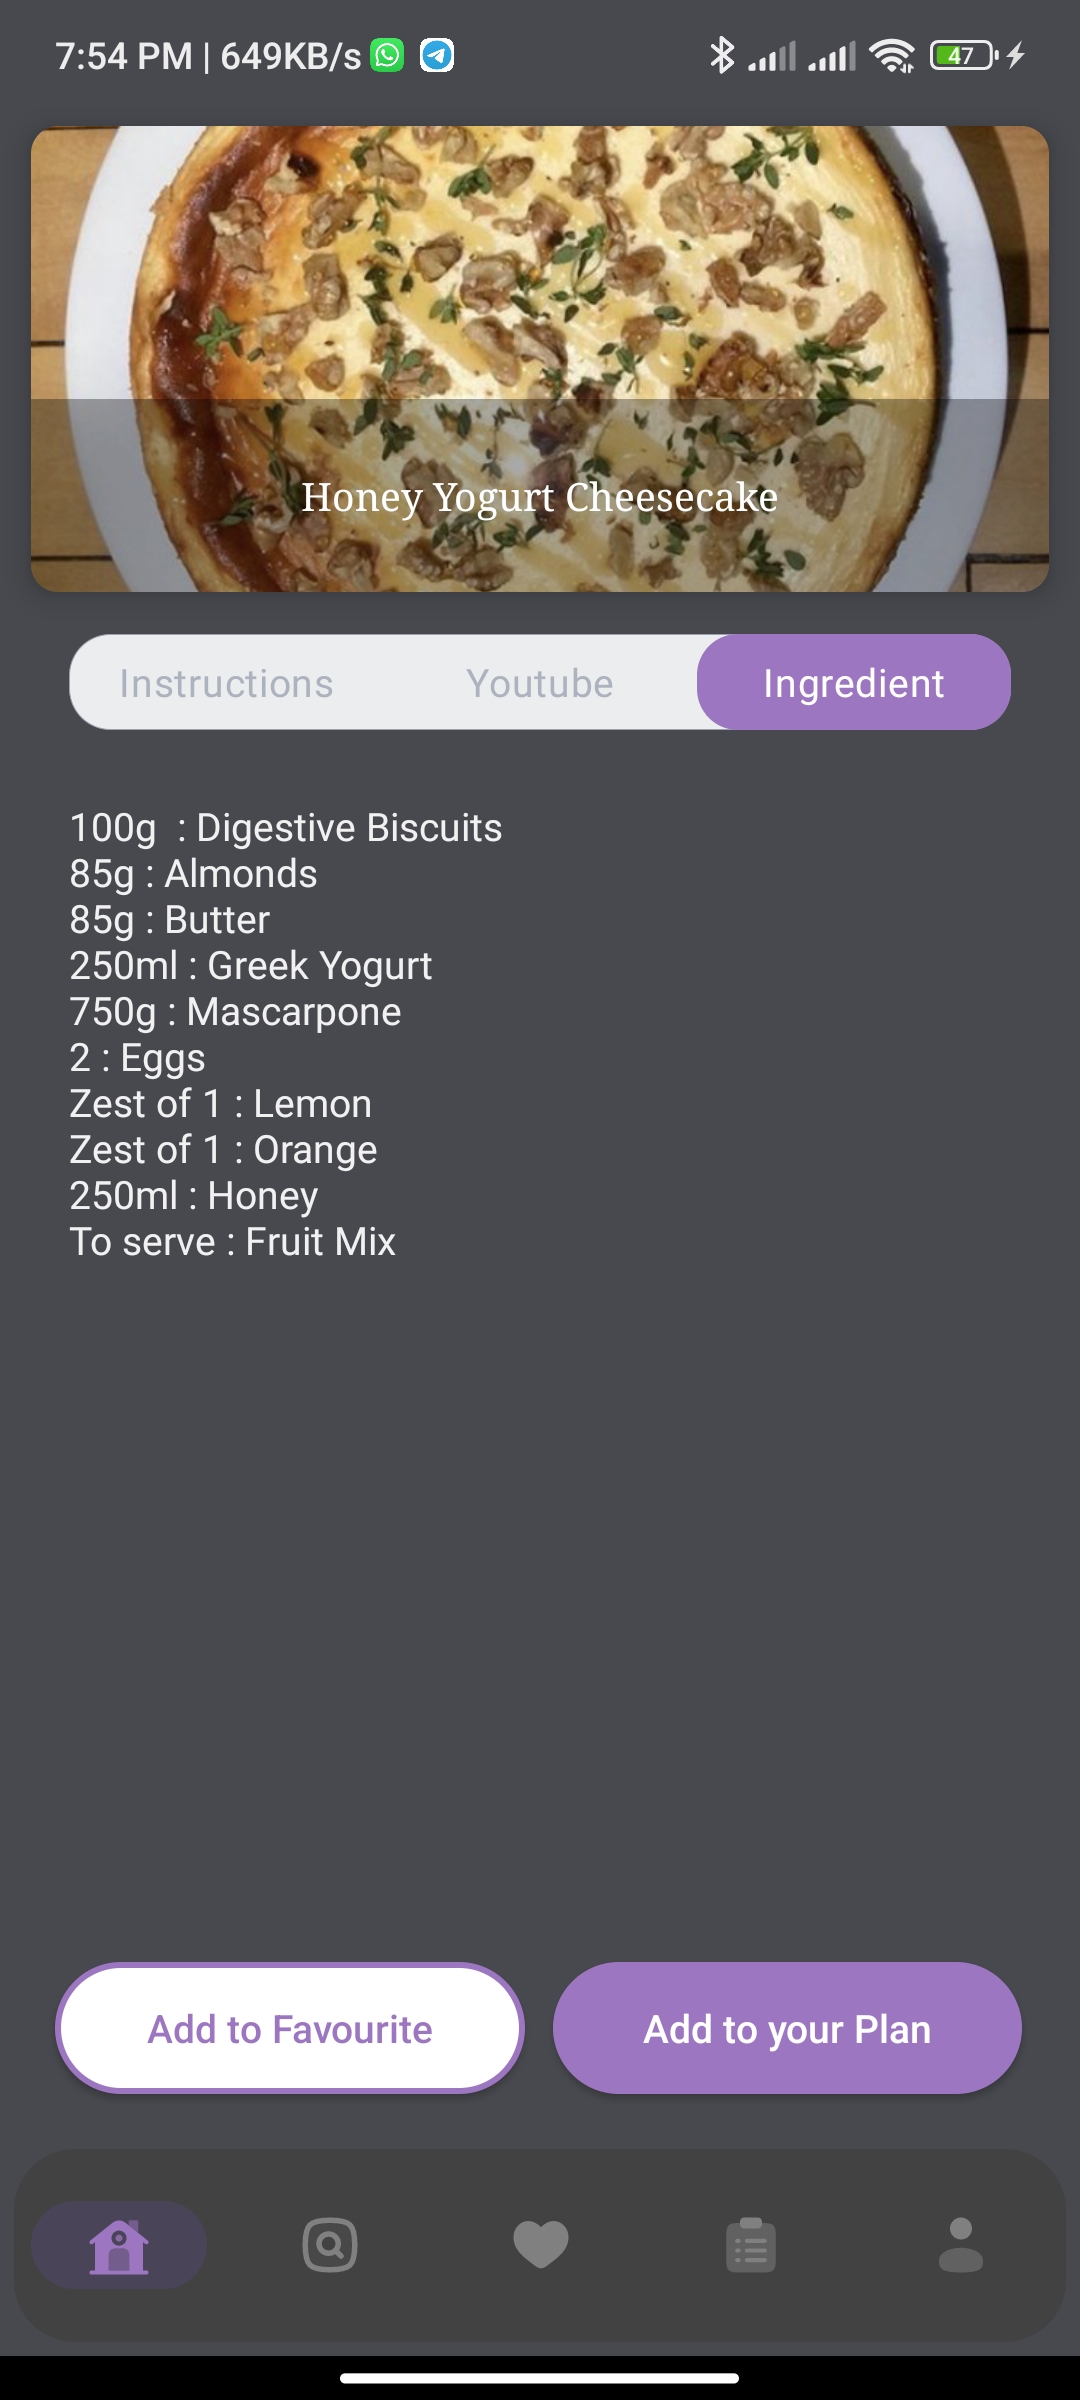 7:54 PM | 649KB/s
47
Honey Yogurt Cheesecake
Instructions Youtube Ingredient
100g  : Digestive Biscuits
85g : Almonds
85g : Butter
250ml : Greek Yogurt
750g : Mascarpone
2 : Eggs
Zest of 1 : Lemon
Zest of 1 : Orange
250ml : Honey
To serve : Fruit Mix
Add to Favourite Add to your Plan